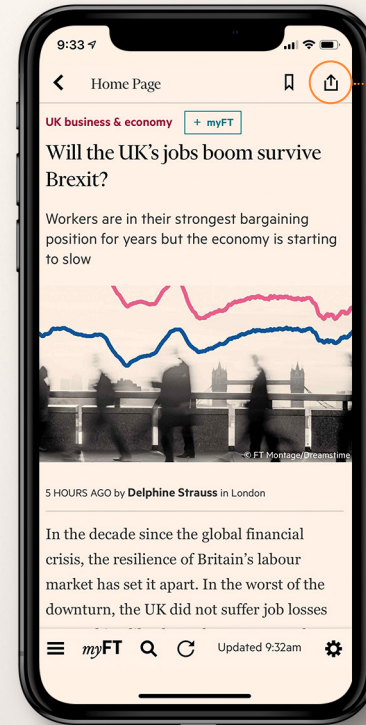 9:33
Home Page
UK business & economy
+ myFT
Will the UK's jobs boom survive
Brexit?
Workers are in their strongest bargaining
position for years but the economy is starting
to slow
© FT Montage/Dreamstime
5 HOURS AGO by Delphine Strauss in London
In the decade since the global financial
crisis, the resilience of Britain's labour
market has set it apart. In the worst of the
downturn, the UK did not suffer job losses
myFT
Updated 9:32am